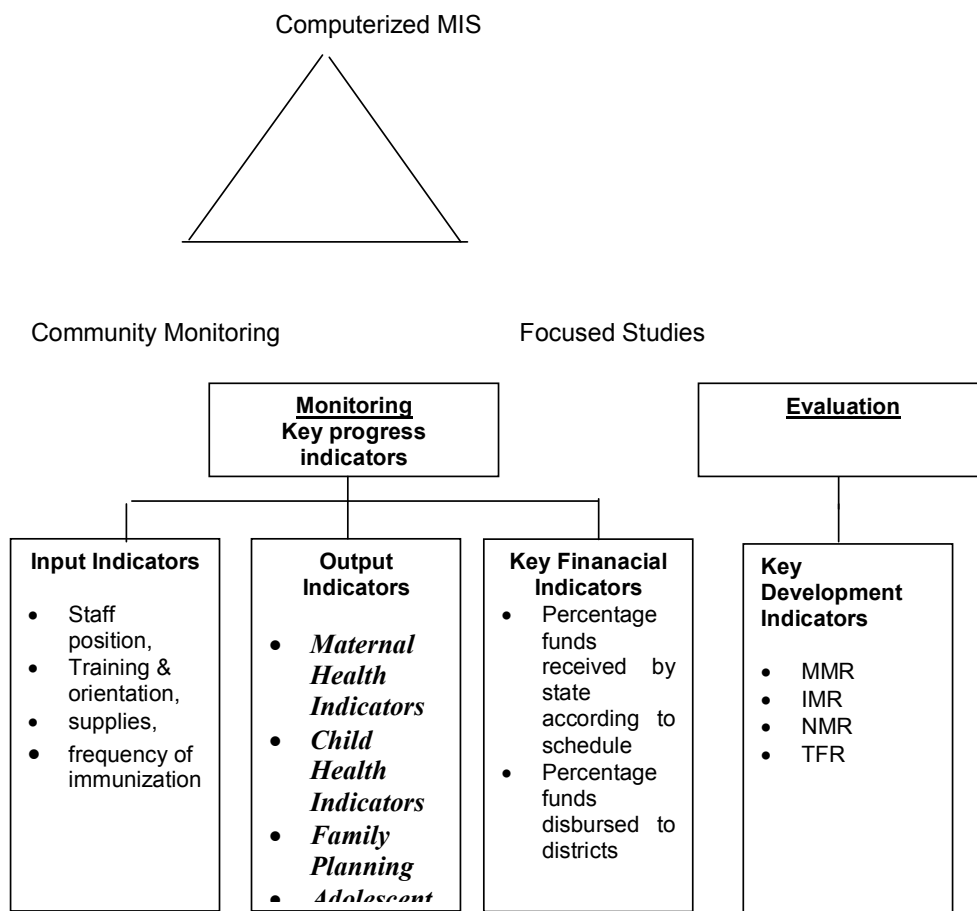 Computerized MIS
Community Monitoring
Focused Studies
Monitoring
Key progress
indicators
Evaluation
Input Indicators
• Staff
position,
• Training &
orientation,
• supplies,
• frequency of
immunization
Output
Indicators
• Maternal
Health
Indicators
• Child
Health
Indicators
• Family
Planning
• Adolescent
Key Finanacial
Indicators
• Percentage
funds
received by
state
according to
schedule
• Percentage
funds
disbursed to
districts
Key
Development
Indicators
• MMR
• IMR
• NMR
• TFR